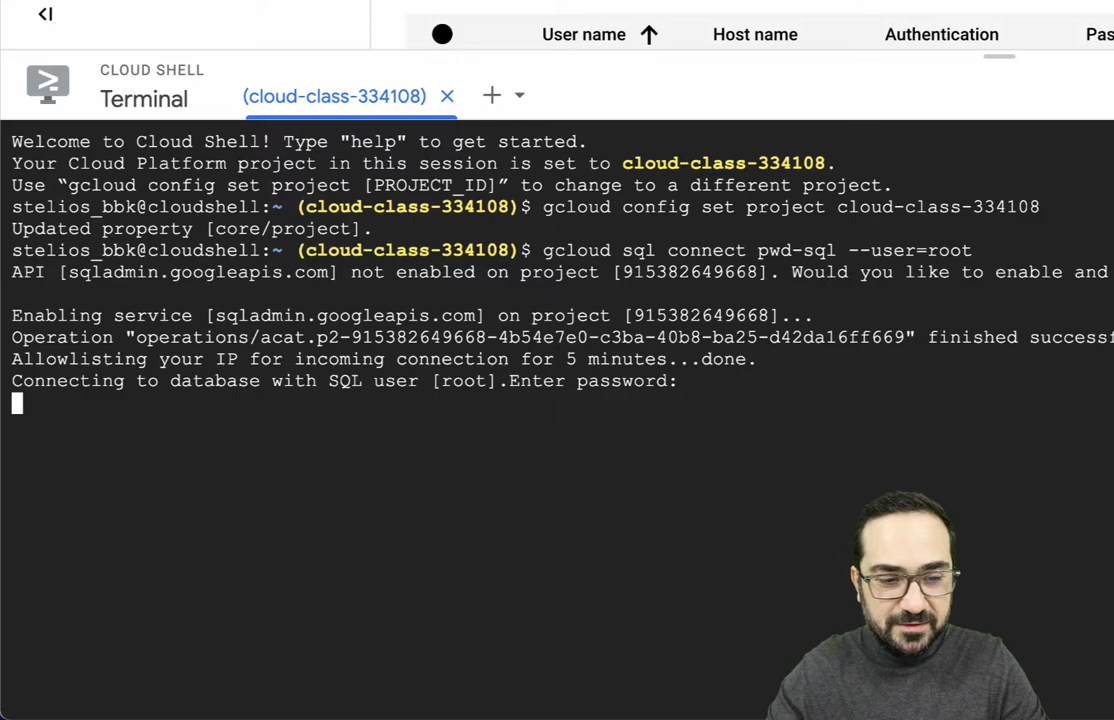 User name Host name Authentication Pas
CLOUD SHELL
Terminal (cloud-class-334108)
Welcome to Cloud Shell! Type "help" to get started.
Your Cloud Platform project in this session is set to cloud-class-334108.
Use “gcloud config set project [PROJECT_ID]” to change to a different project.
stelios_bbk@cloudshell:~ (cloud-class-334108)$ gcloud config set project cloud-class-334108
Updated property [core/project].
stelios_bbk@cloudshell:~ (cloud-class-334108)$ gcloud sql connect pwd-sql --user=root
API [sqladmin.googleapis.com] not enabled on project [915382649668]. Would you like to enable and
Enabling service [sqladmin.googleapis.com] on project [915382649668]...
Operation "operations/acat.p2-915382649668-4b54e7e0-c3ba-40b8-ba25-d42da16ff669" finished successf
Allowlisting your IP for incoming connection for 5 minutes...done.
Connecting to database with SQL user [root].Enter password: